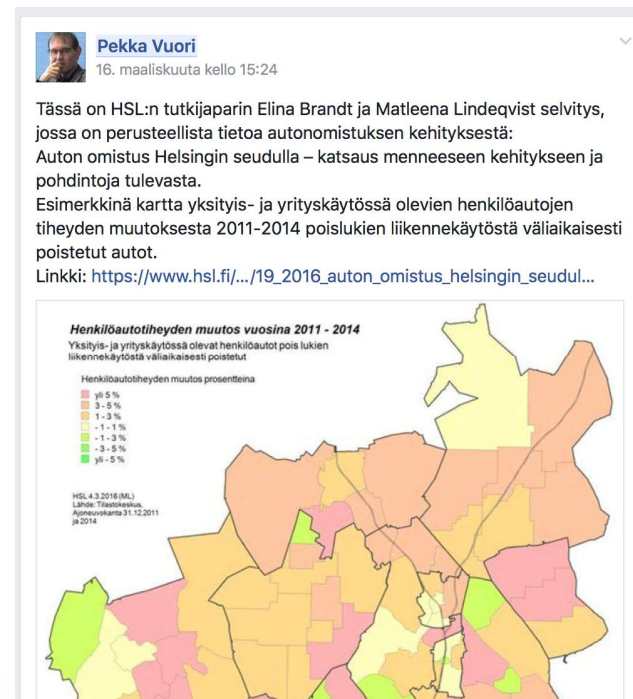 Pekka Vuori
16. maaliskuuta kello 15:24
Tässä on HSL:n tutkijaparin Elina Brandt ja Matleena Lindeqvist selvitys,
jossa on perusteellista tietoa autonomistuksen kehityksestä:
Auton omistus Helsingin seudulla – katsaus menneeseen kehitykseen ja
pohdintoja tulevasta.
Esimerkkinä kartta yksityis- ja yrityskäytössä olevien henkilöautojen
tiheyden muutoksesta 2011-2014 poislukien liikennekäytöstä väliaikaisesti
poistetut autot.
Linkki: https://www.hsl.fi/.../19_2016_auton_omistus_helsingin_seudul...
Henkilöautotiheyden muutos vuosina 2011 - 2014
Yksityis- ja yrityskäytössä olevat henkilöautot pois lukien
liikennekäytöstä väliaikaisesti poistetut
Henkilöautotiheyden muutos prosentteina
yli 5 %
3 - 5 %
1 - 3 %
- 1 - 1 %
- 1 - 3 %
- 3 - 5 %
yli - 5 %
HSL 4.3.2016 (ML)
Lähde: Tilastokeskus,
Ajoneuvokanta 31.12.2011
ja 2014